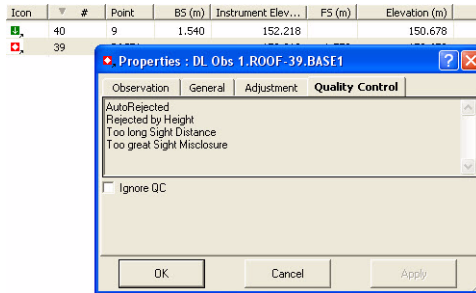 Icon # Point BS (m) Instrument Elev... FS (m) Elevation (m)
40 9 1.540 152.218 150.678
39
Properties : DL Obs 1.ROOF-39.BASE1
Observation General Adjustment Quality Control
AutoRejected
Rejected by Height
Too long Sight Distance
Too great Sight Misclosure
Ignore QC
OK Cancel Apply